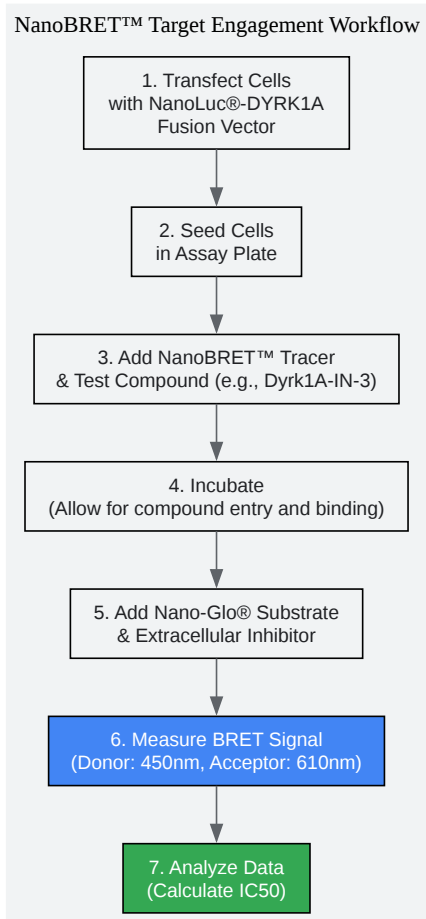 NanoBRET™ Target Engagement Workflow
1. Transfect Cells
with NanoLuc®-DYRK1A
Fusion Vector
2. Seed Cells
in Assay Plate
3. Add NanoBRET™ Tracer
& Test Compound (e.g., Dyrk1A-IN-3)
4. Incubate
(Allow for compound entry and binding)
5. Add Nano-Glo® Substrate
& Extracellular Inhibitor
6. Measure BRET Signal
(Donor: 450nm, Acceptor: 610nm)
7. Analyze Data
(Calculate IC50)